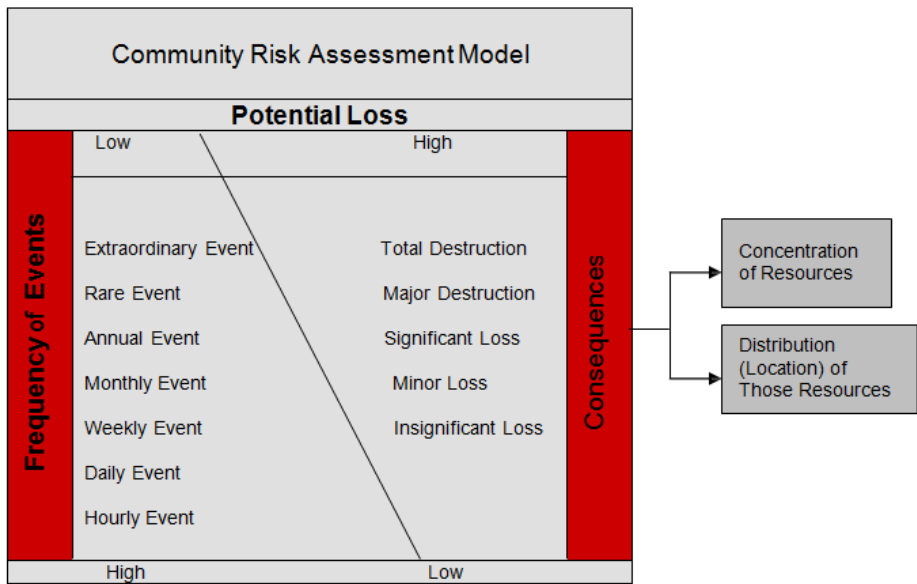 Community Risk Assessment Model
Potential Loss
Low
High
Frequency of Events
Extraordinary Event
Rare Event
Annual Event
Monthly Event
Weekly Event
Daily Event
Hourly Event
Total Destruction
Major Destruction
Significant Loss
Minor Loss
Insignificant Loss
Consequences
High
Low
Concentration
of Resources
Distribution
(Location) of
Those Resources